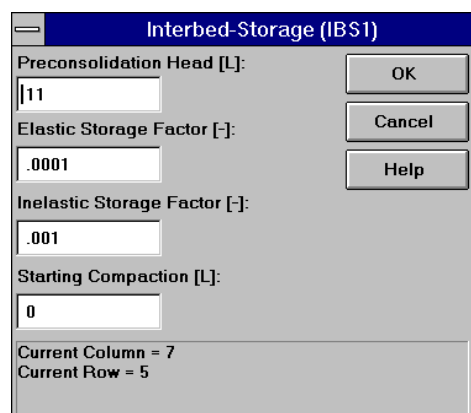 Interbed-Storage (IBS1)
Preconsolidation Head [L]:
11
Elastic Storage Factor [-]:
.0001
Inelastic Storage Factor [-]:
.001
Starting Compaction [L]:
0
OK
Cancel
Help
Current Column = 7
Current Row = 5